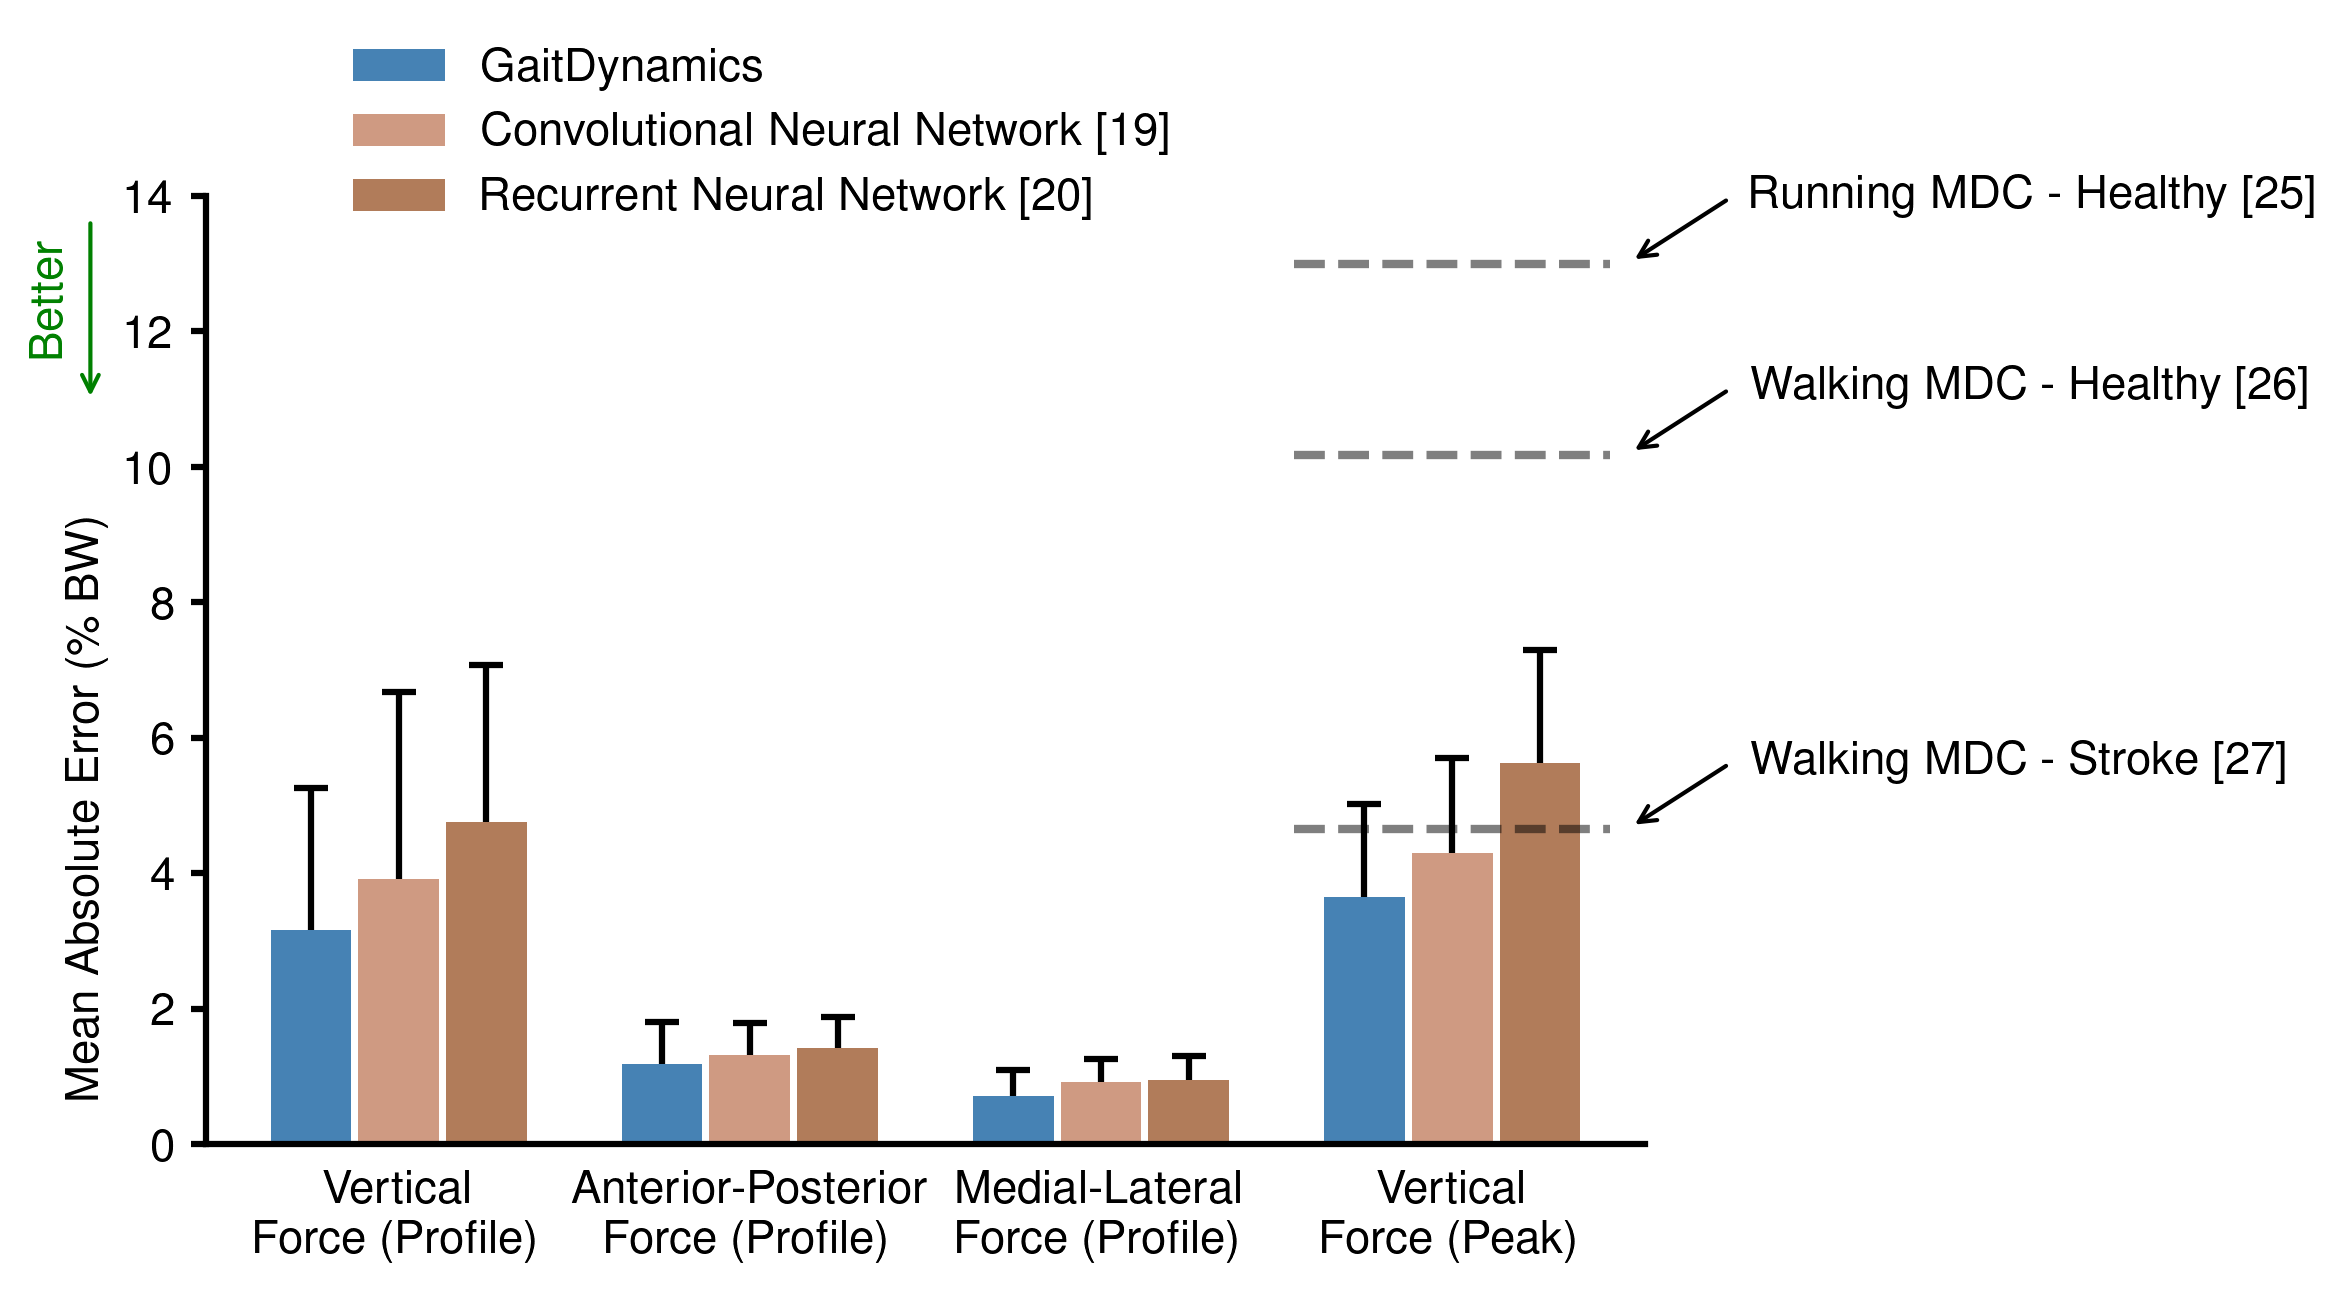 GaitDynamics
Convolutional Neural Network [19]
Recurrent Neural Network [20]
Better
Mean Absolute Error (% BW)
14
12
10
8
6
4
2
0
Running MDC - Healthy [25]
Walking MDC - Healthy [26]
Walking MDC - Stroke [27]
Vertical
Force (Profile)
Anterior-Posterior
Force (Profile)
Medial-Lateral
Force (Profile)
Vertical
Force (Peak)